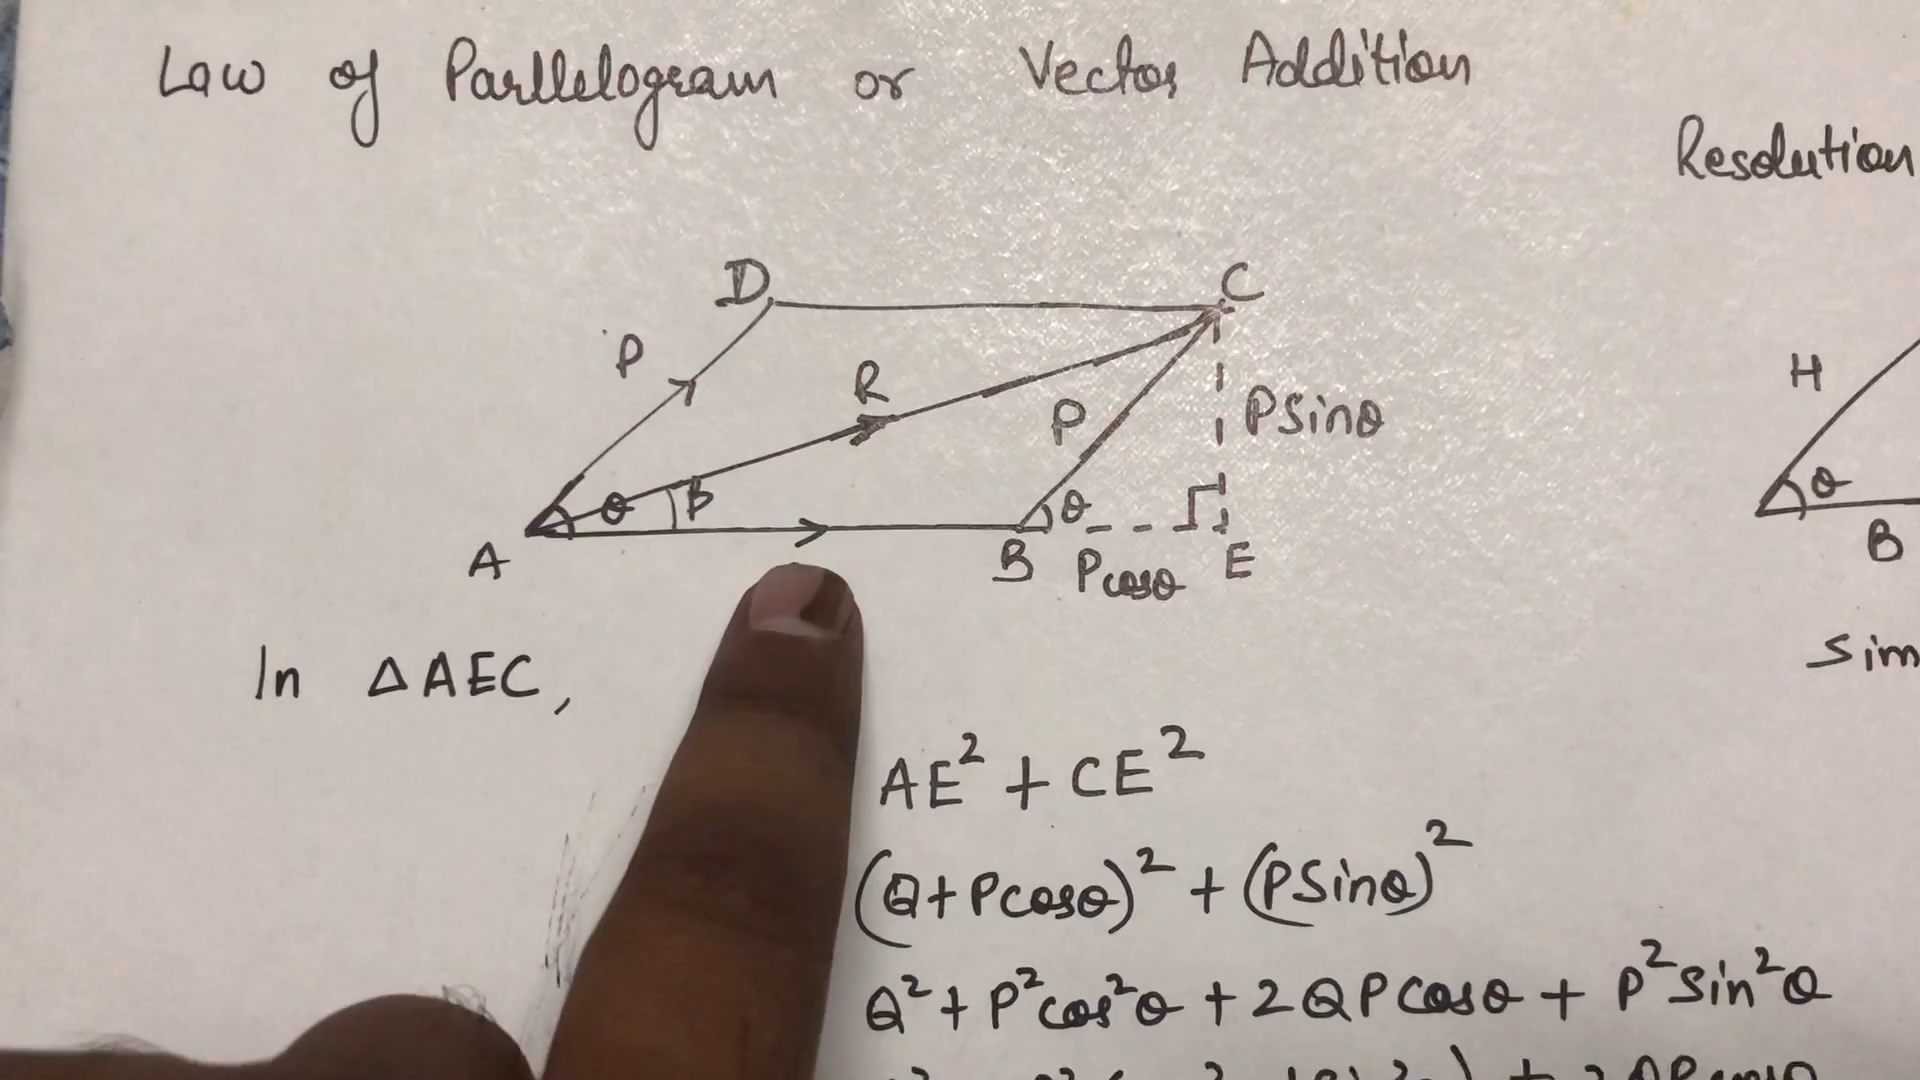 Law of Parllelogram or Vector Addition
Resolution
D C
P
R
H
P
PSinθ
θ β
θ
θ
A B E
Pcosθ
B
In △AEC,
Sim
AE² + CE²
(Q+Pcosθ)² + (PSinθ)²
Q² + P²cos²θ + 2QPcosθ + P²Sin²θ